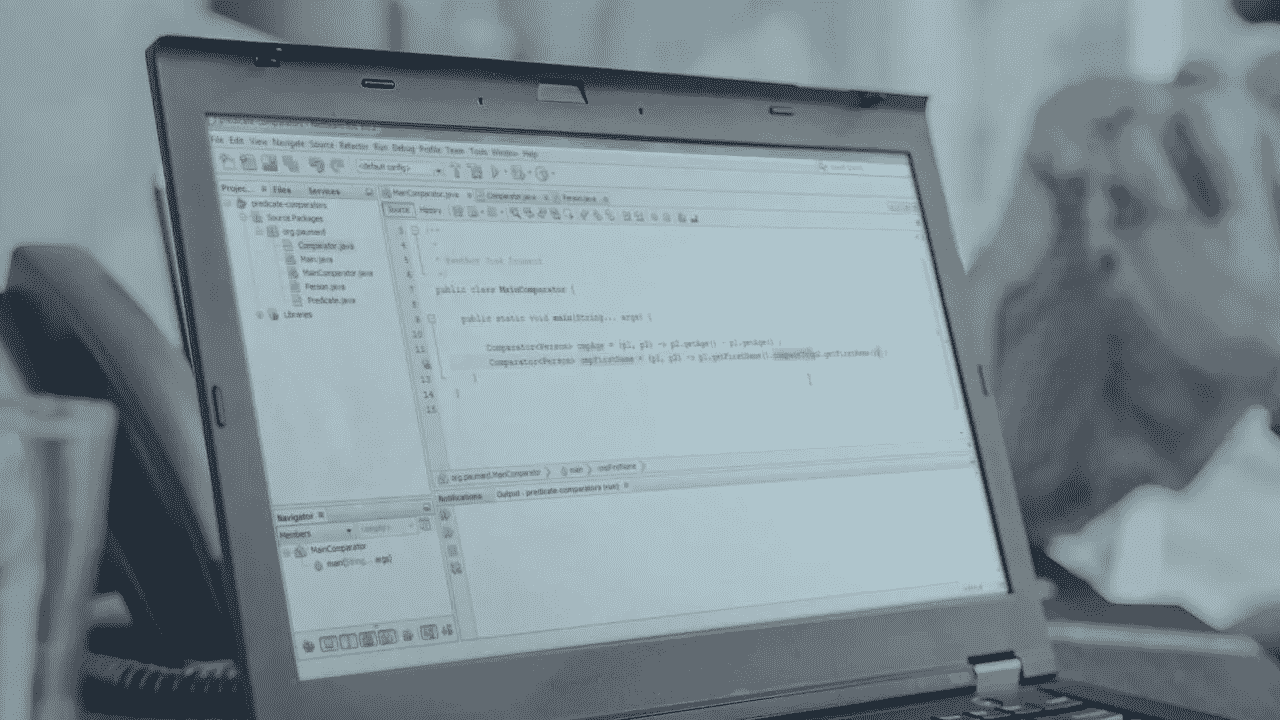 File Edit View Navigate Source Refactor Run Debug Profile Team Tools Window Help
<default config>
Projec... Files Services
MainComparator.java Comparator.java Person.java
predicate-comparators
Source Packages
org.paumard
Comparator.java
Main.java
MainComparator.java
Person.java
Predicate.java
Libraries
Source History
3 /**
4 *
5 *
6 */
7 public class MainComparator {
8
9 public static void main(String... args) {
10
11 Comparator<Person> cmpAge = (p1, p2) -> p2.getAge() - p1.getAge() ;
Comparator<Person> cmpFirstName = (p1, p2) -> p1.getFirstName().compareTo(p2.getFirstName()) ;
13 }
14 }
15
org.paumard.MainComparator main cmpFirstName
Notifications Output - predicate-comparators (run)
Navigator
Members <empty>
MainComparator
main(String... args)